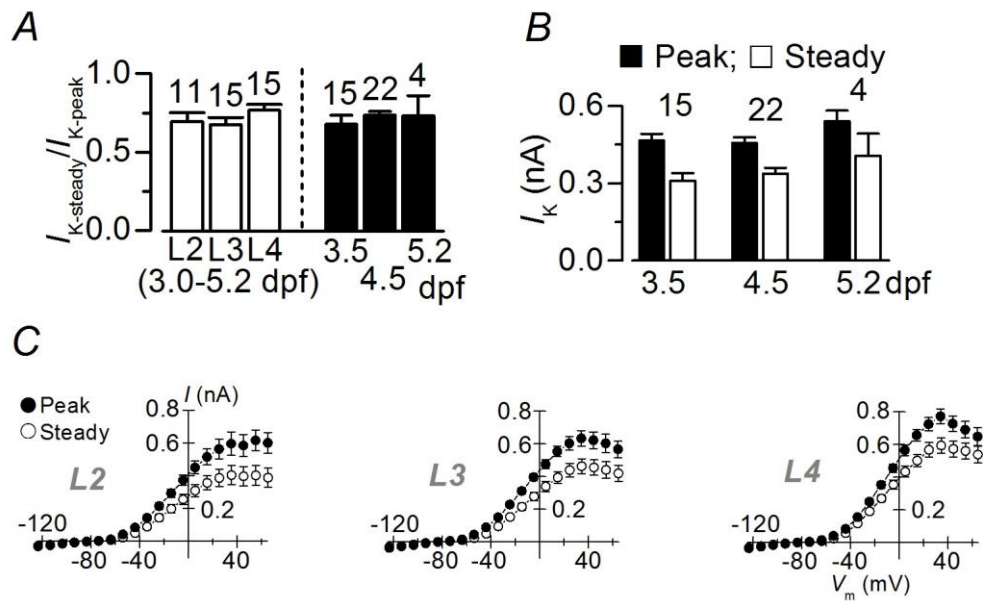 A
I K-steady/I K-peak
1.0
0.5
0.0
11 15 15
15 22 4
L2 L3 L4
(3.0-5.2 dpf)
3.5 4.5 5.2
dpf
B
Peak; Steady
I K (nA)
0.6
0.3
0.0
15 22 4
3.5 4.5 5.2 dpf
C
Peak
Steady
I (nA)
0.8
0.6
0.2
L2
-120
-80 -40 40
0.8
0.6
0.2
L3
-120
-80 -40 40
0.8
0.6
0.2
L4
-120
-80 -40 40
V m (mV)